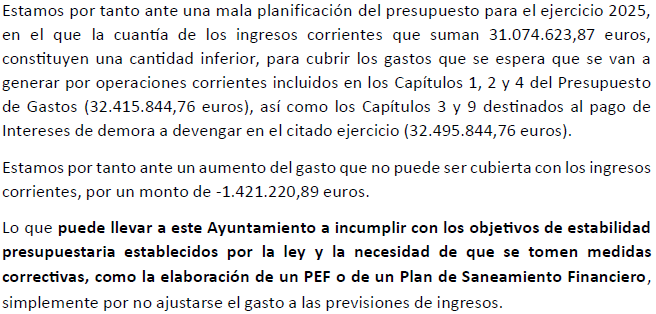 Estamos por tanto ante una mala planificación del presupuesto para el ejercicio 2025,
en el que la cuantía de los ingresos corrientes que suman 31.074.623,87 euros,
constituyen una cantidad inferior, para cubrir los gastos que se espera que se van a
generar por operaciones corrientes incluidos en los Capítulos 1, 2 y 4 del Presupuesto
de Gastos (32.415.844,76 euros), así como los Capítulos 3 y 9 destinados al pago de
Intereses de demora a devengar en el citado ejercicio (32.495.844,76 euros).
Estamos por tanto ante un aumento del gasto que no puede ser cubierta con los ingresos
corrientes, por un monto de -1.421.220,89 euros.
Lo que puede llevar a este Ayuntamiento a incumplir con los objetivos de estabilidad
presupuestaria establecidos por la ley y la necesidad de que se tomen medidas
correctivas, como la elaboración de un PEF o de un Plan de Saneamiento Financiero,
simplemente por no ajustarse el gasto a las previsiones de ingresos.